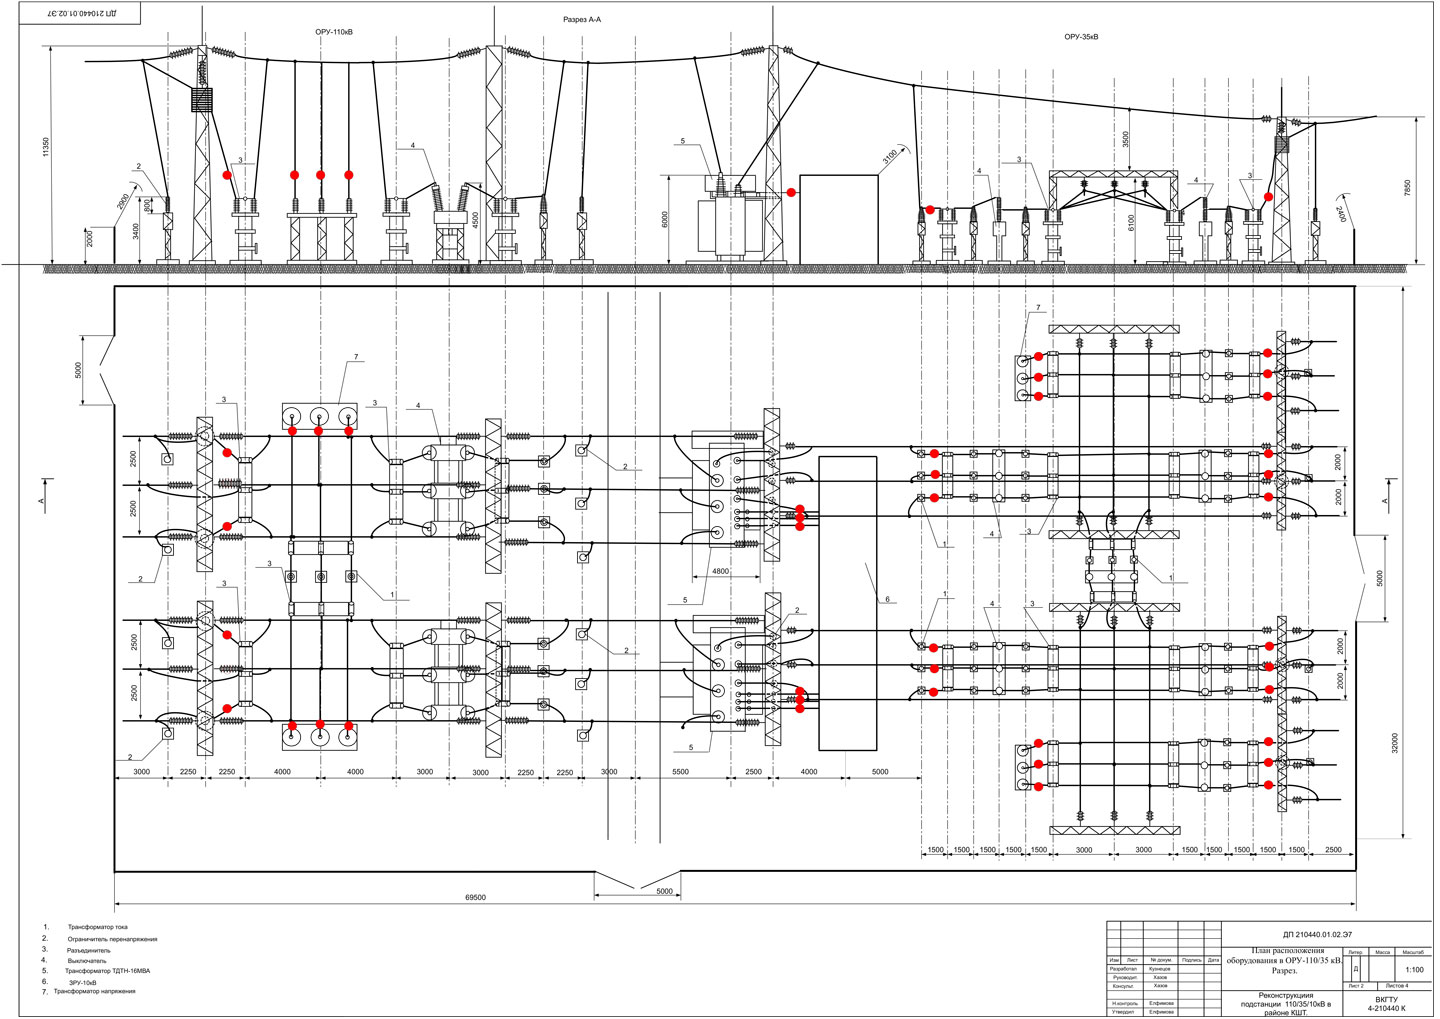 ДП 210440.01.02.Э7
Разрез А-А
ОРУ-110кВ
ОРУ-35кВ
11350
2
2900
800
3400
2000
3
4
4500
5
6000
3100
3
4
3500
6100
4
3
2400
7850
5000
7
3
3
4
2
2500
2500
А
2
3
3
1
4800
5
6
2
2
7
1
4
3
1
1
4
3
2000
2000
А
5000
32000
2500
2500
2
2
5
2000
2000
3000
2250
2250
4000
4000
3000
3000
2250
2250
3000
5500
2500
4000
5000
1500
1500
1500
1500
1500
3000
3000
1500
1500
1500
1500
1500
2500
5000
69500
1. Трансформатор тока
2. Ограничитель перенапряжения
3. Разъединитель
4. Выключатель
5. Трансформатор ТДТН-16МВА
6. ЗРУ-10кВ
7. Трансформатор напряжения
ДП 210440.01.02.Э7
План расположения
оборудования в ОРУ-110/35 кВ.
Разрез.
Литер Масса Масштаб
Д 1:100
Лист 2 Листов 4
Изм Лист № докум. Подпись Дата
Разработал Кузнецов
Руководит. Хазов
Консульт. Хазов
Н.контроль Елфимова
Утвердил Елфимова
Реконструкциия
подстанции 110/35/10кВ в
районе КШТ.
ВКГТУ
4-210440 К